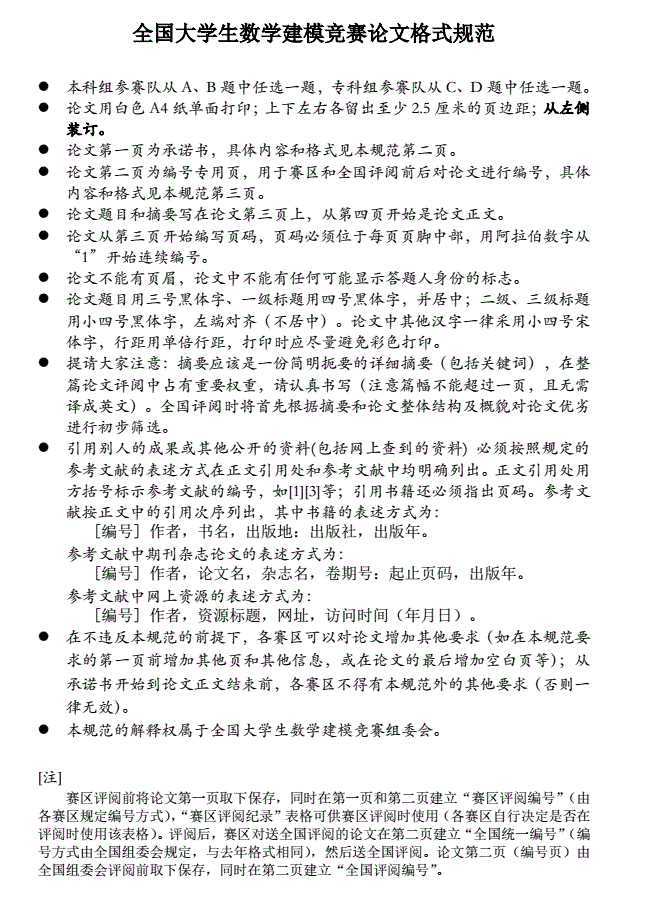 全国大学生数学建模竞赛论文格式规范
● 本科组参赛队从 A、B 题中任选一题，专科组参赛队从 C、D 题中任选一题。
● 论文用白色 A4 纸单面打印；上下左右各留出至少 2.5 厘米的页边距；从左侧
装订。
● 论文第一页为承诺书，具体内容和格式见本规范第二页。
● 论文第二页为编号专用页，用于赛区和全国评阅前后对论文进行编号，具体
内容和格式见本规范第三页。
● 论文题目和摘要写在论文第三页上，从第四页开始是论文正文。
● 论文从第三页开始编写页码，页码必须位于每页页脚中部，用阿拉伯数字从
“1”开始连续编号。
● 论文不能有页眉，论文中不能有任何可能显示答题人身份的标志。
● 论文题目用三号黑体字、一级标题用四号黑体字，并居中；二级、三级标题
用小四号黑体字，左端对齐（不居中）。论文中其他汉字一律采用小四号宋
体字，行距用单倍行距，打印时应尽量避免彩色打印。
● 提请大家注意：摘要应该是一份简明扼要的详细摘要（包括关键词），在整
篇论文评阅中占有重要权重，请认真书写（注意篇幅不能超过一页，且无需
译成英文）。全国评阅时将首先根据摘要和论文整体结构及概貌对论文优劣
进行初步筛选。
● 引用别人的成果或其他公开的资料(包括网上查到的资料) 必须按照规定的
参考文献的表述方式在正文引用处和参考文献中均明确列出。正文引用处用
方括号标示参考文献的编号，如[1][3]等；引用书籍还必须指出页码。参考文
献按正文中的引用次序列出，其中书籍的表述方式为：
［编号］作者，书名，出版地：出版社，出版年。
参考文献中期刊杂志论文的表述方式为：
［编号］作者，论文名，杂志名，卷期号：起止页码，出版年。
参考文献中网上资源的表述方式为：
［编号］作者，资源标题，网址，访问时间（年月日）。
● 在不违反本规范的前提下，各赛区可以对论文增加其他要求（如在本规范要
求的第一页前增加其他页和其他信息，或在论文的最后增加空白页等）；从
承诺书开始到论文正文结束前，各赛区不得有本规范外的其他要求（否则一
律无效）。
● 本规范的解释权属于全国大学生数学建模竞赛组委会。
[注]
赛区评阅前将论文第一页取下保存，同时在第一页和第二页建立“赛区评阅编号”（由
各赛区规定编号方式），“赛区评阅纪录”表格可供赛区评阅时使用（各赛区自行决定是否在
评阅时使用该表格）。评阅后，赛区对送全国评阅的论文在第二页建立“全国统一编号”（编
号方式由全国组委会规定，与去年格式相同），然后送全国评阅。论文第二页（编号页）由
全国组委会评阅前取下保存，同时在第二页建立“全国评阅编号”。